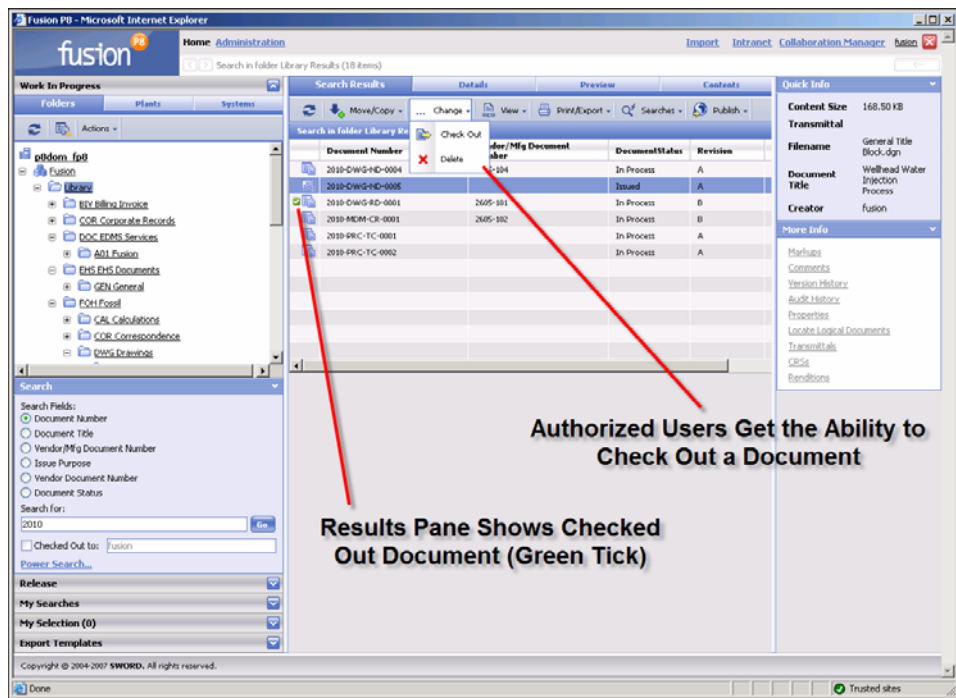 Fusion P8 - Microsoft Internet Explorer
fusion P8
Home Administration
Import Intranet Collaboration Manager fusion
Search in folder Library Results (18 items)
Work In Progress
Folders Plants Systems
Actions
p8dom_fp8
Fusion
Library
BIY Billing Invoice
COR Corporate Records
DOC EDMS Services
A01 Fusion
EHS EHS Documents
GEN General
FOH Fossil
CAL Calculations
COR Correspondence
DWG Drawings
Search
Search Fields:
Document Number
Document Title
Vendor/Mfg Document Number
Issue Purpose
Vendor Document Number
Document Status
Search for:
2010 Go
Checked Out to: fusion
Power Search...
Release
My Searches
My Selection (0)
Export Templates
Search Results Details Preview Contents
Move/Copy ... Change View Print/Export Searches Publish
Search in folder Library Re
Check Out
Delete
Document Number dor/Mfg Document ber DocumentStatus Revision
2010-DWG-ND-0004 -104 In Process A
2010-DWG-ND-0005 Issued A
2010-DWG-RD-0001 2605-101 In Process B
2010-MDM-CR-0001 2605-102 In Process B
2010-PRC-TC-0001 In Process A
2010-PRC-TC-0002 In Process A
Authorized Users Get the Ability to
Check Out a Document
Results Pane Shows Checked
Out Document (Green Tick)
Quick Info
Content Size 168.50 KB
Transmittal
Filename General Title Block.dgn
Document Title Wellhead Water Injection Process
Creator fusion
More Info
Markups
Comments
Version History
Audit History
Properties
Locate Logical Documents
Transmittals
CRSs
Renditions
Copyright @ 2004-2007 SWORD. All rights reserved.
Done
Trusted sites